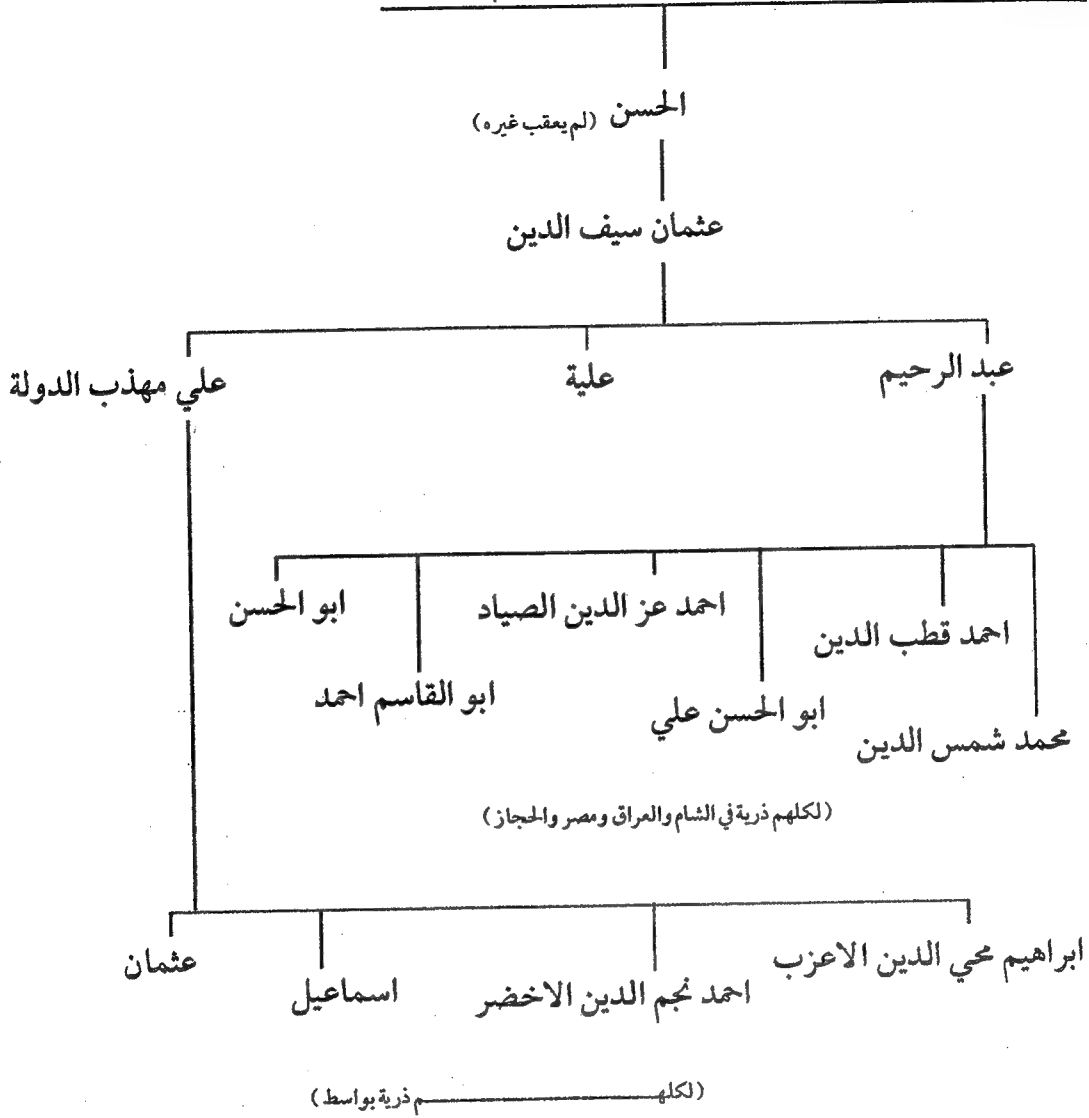 الحسن (لم يعقب غيره)
عثمان سيف الدين
عبد الرحيم علية علي مهذب الدولة
احمد عز الدين الصياد ابو الحسن
احمد قطب الدين
ابو الحسن علي ابو القاسم احمد
محمد شمس الدين
(لكلهم ذرية في الشام والعراق ومصر والحجاز)
ابراهيم محي الدين الاعزب عثمان
احمد نجم الدين الاخضر اسماعيل
(لكلهم ذرية بواسط)